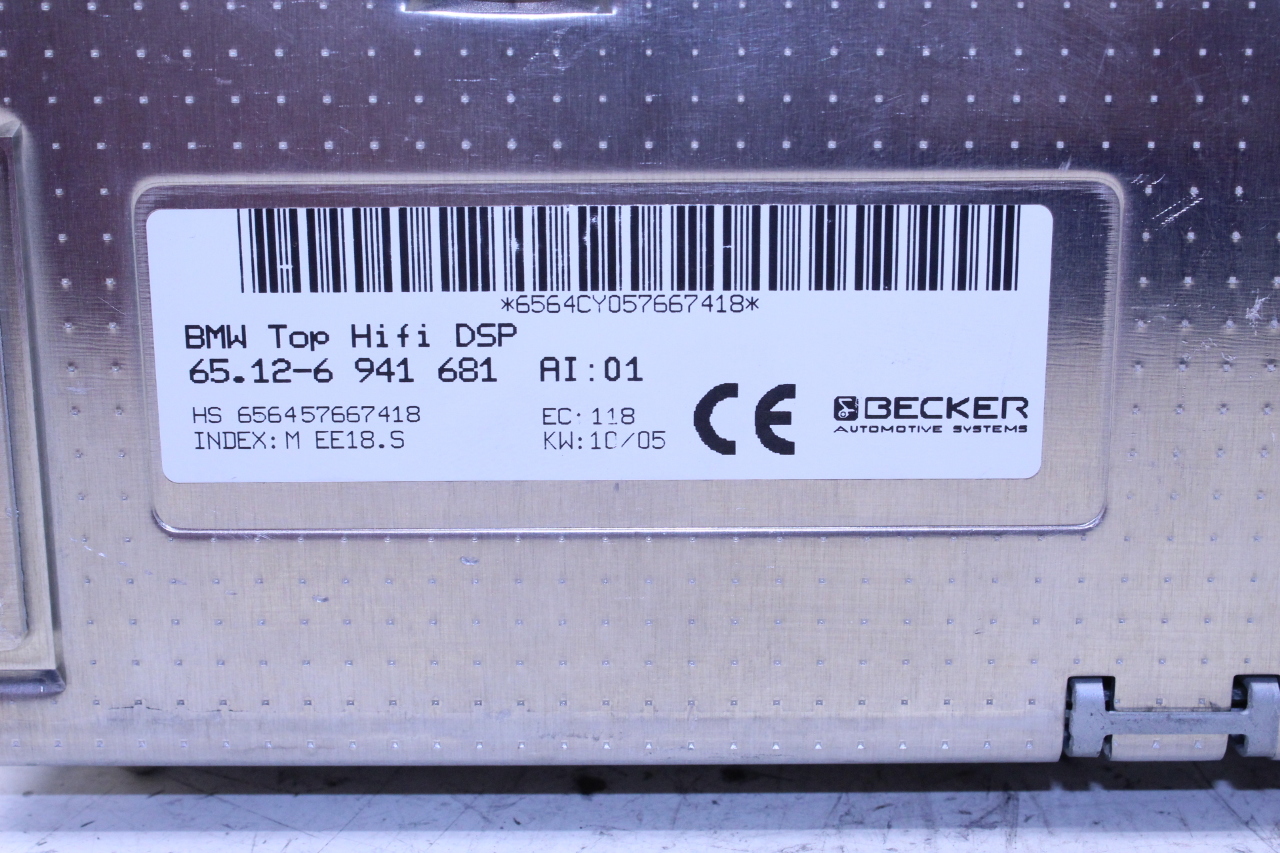 *6564CY057667418*
BMW Top Hifi DSP
65.12-6 941 681 AI:01
HS 656457667418 EC: 118
INDEX: M EE18.S KW:10/05
BECKER
AUTOMOTIVE SYSTEMS
CE